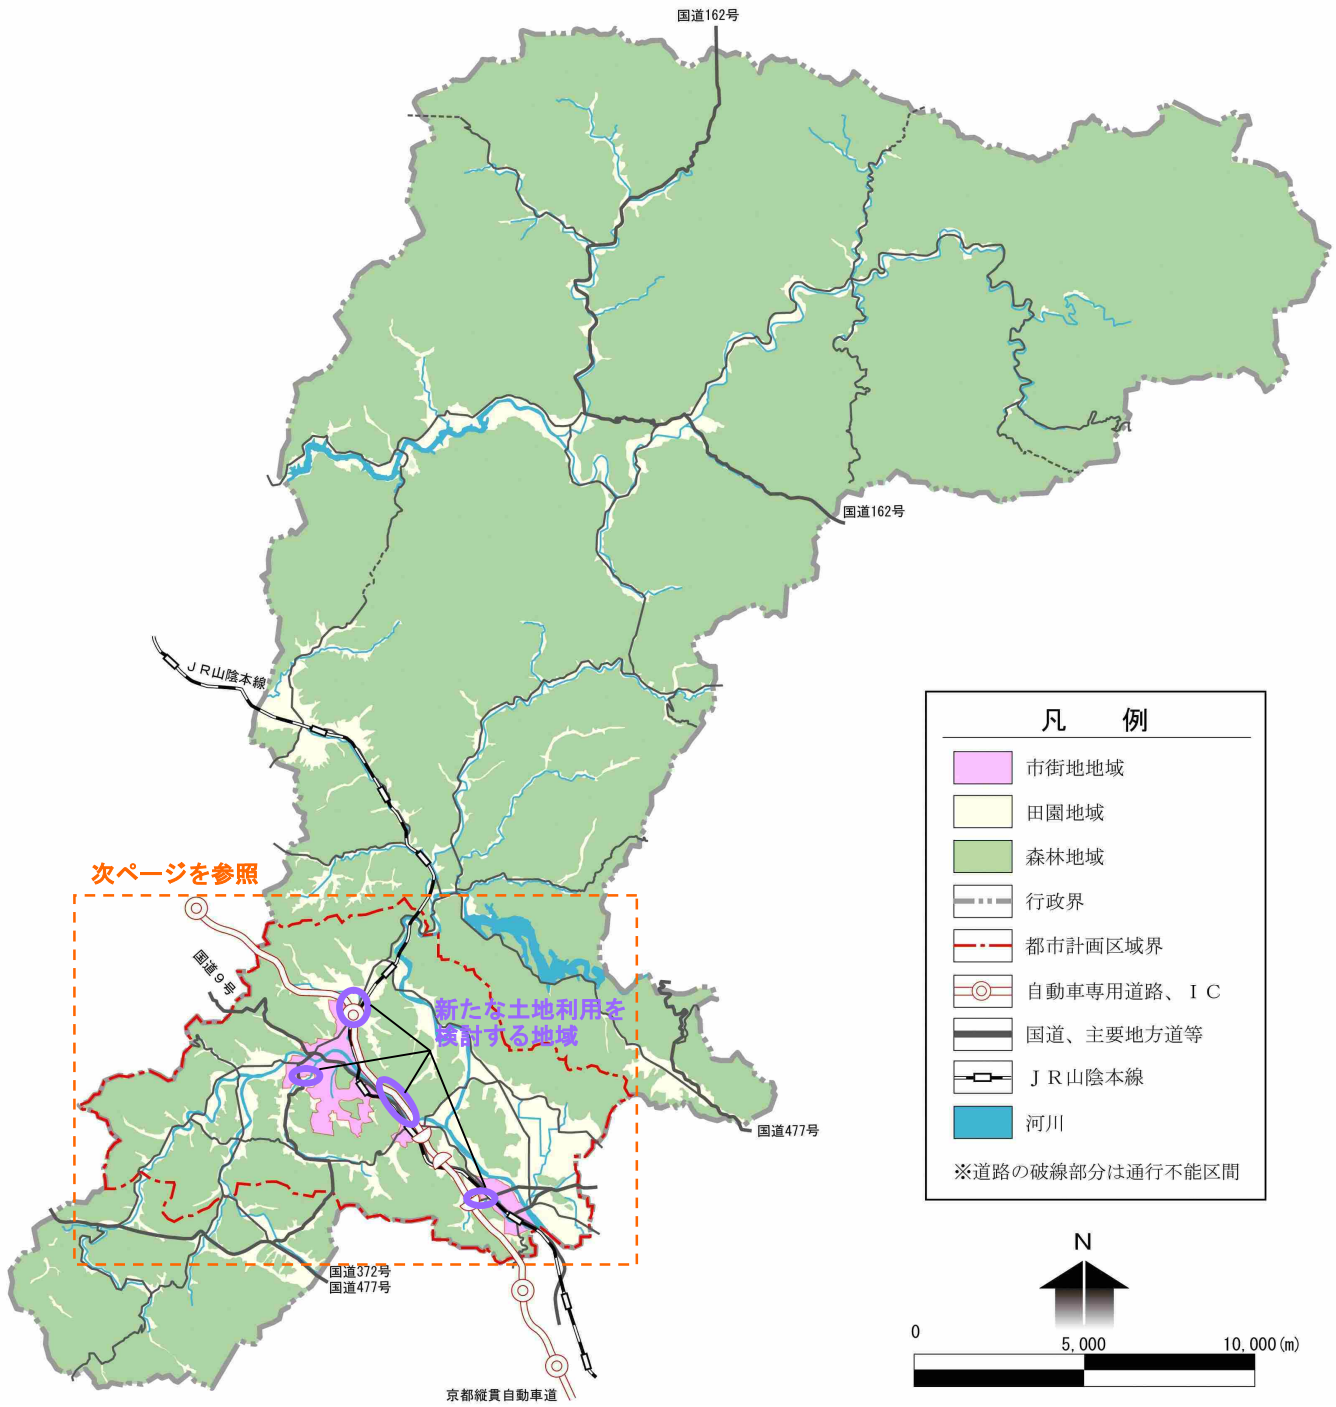 国道162号
国道162号
JR山陰本線
次ページを参照
国道9号
新たな土地利用を
検討する地域
国道477号
国道372号
国道477号
京都縦貫自動車道
凡 例
市街地地域
田園地域
森林地域
行政界
都市計画区域界
自動車専用道路、IC
国道、主要地方道等
JR山陰本線
河川
※道路の破線部分は通行不能区間
N
0 5,000 10,000(m)